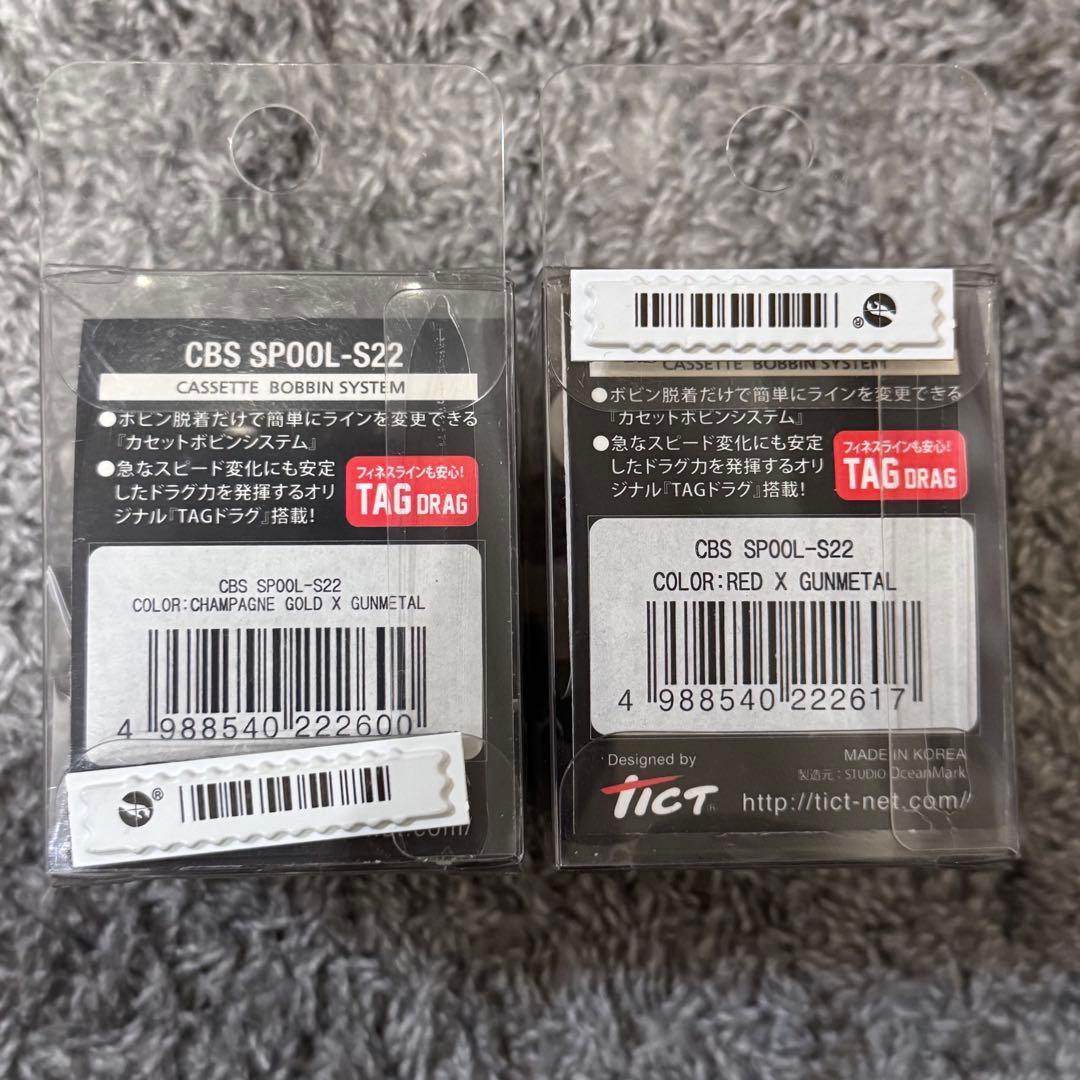 CBS SPOOL-S22
CASSETTE BOBBIN SYSTEM
●ボビン脱着だけで簡単にラインを変更できる
『カセットボビンシステム』
●急なスピード変化にも安定
したドラグ力を発揮するオリ
ジナル『TAGドラグ』搭載!
フィネスラインも安心!
TAG DRAG
CBS SPOOL-S22
COLOR:CHAMPAGNE GOLD X GUNMETAL
4 988540 222600
®
.com/
®
CASSETTE BOBBIN SYSTEM
●ボビン脱着だけで簡単にラインを変更できる
『カセットボビンシステム』
●急なスピード変化にも安定
したドラグ力を発揮するオリ
ジナル『TAGドラグ』搭載!
フィネスラインも安心!
TAG DRAG
CBS SPOOL-S22
COLOR:RED X GUNMETAL
4 988540 222617
Designed by
TICT®
MADE IN KOREA
製造元:STUDIO OceanMark
http://tict-net.com/